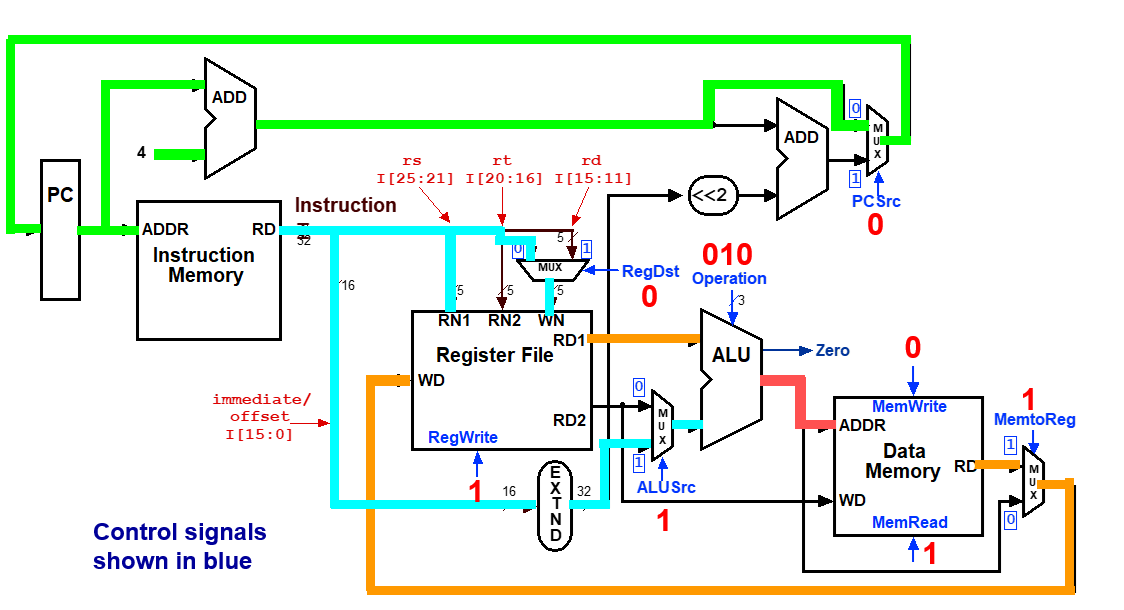 ADD
4
PC
ADDR
RD
Instruction
Memory
Instruction
32
16
rs
I[25:21]
rt
I[20:16]
rd
I[15:11]
5
0
1
MUX
RegDst
0
5
5
5
RN1
RN2
WN
RD1
Register File
WD
RD2
RegWrite
1
immediate/
offset
I[15:0]
16
E
X
T
N
D
32
<<2
ADD
0
M
U
X
1
PCSrc
0
010
Operation
3
ALU
Zero
0
M
U
X
1
ALUSrc
1
0
MemWrite
ADDR
Data
Memory
RD
WD
MemRead
1
1
MemtoReg
1
M
U
X
0
Control signals
shown in blue